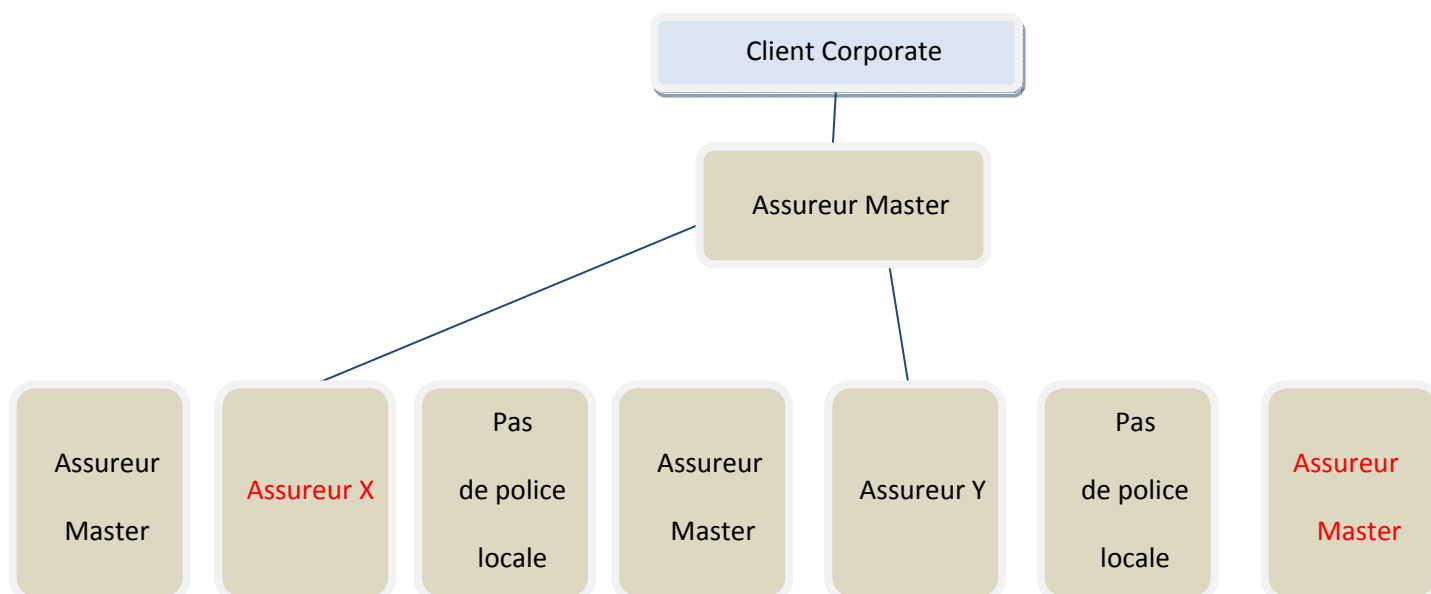 Client Corporate
Assureur Master
Assureur
Master
Assureur X
Pas
de police
locale
Assureur
Master
Assureur Y
Pas
de police
locale
Assureur
Master